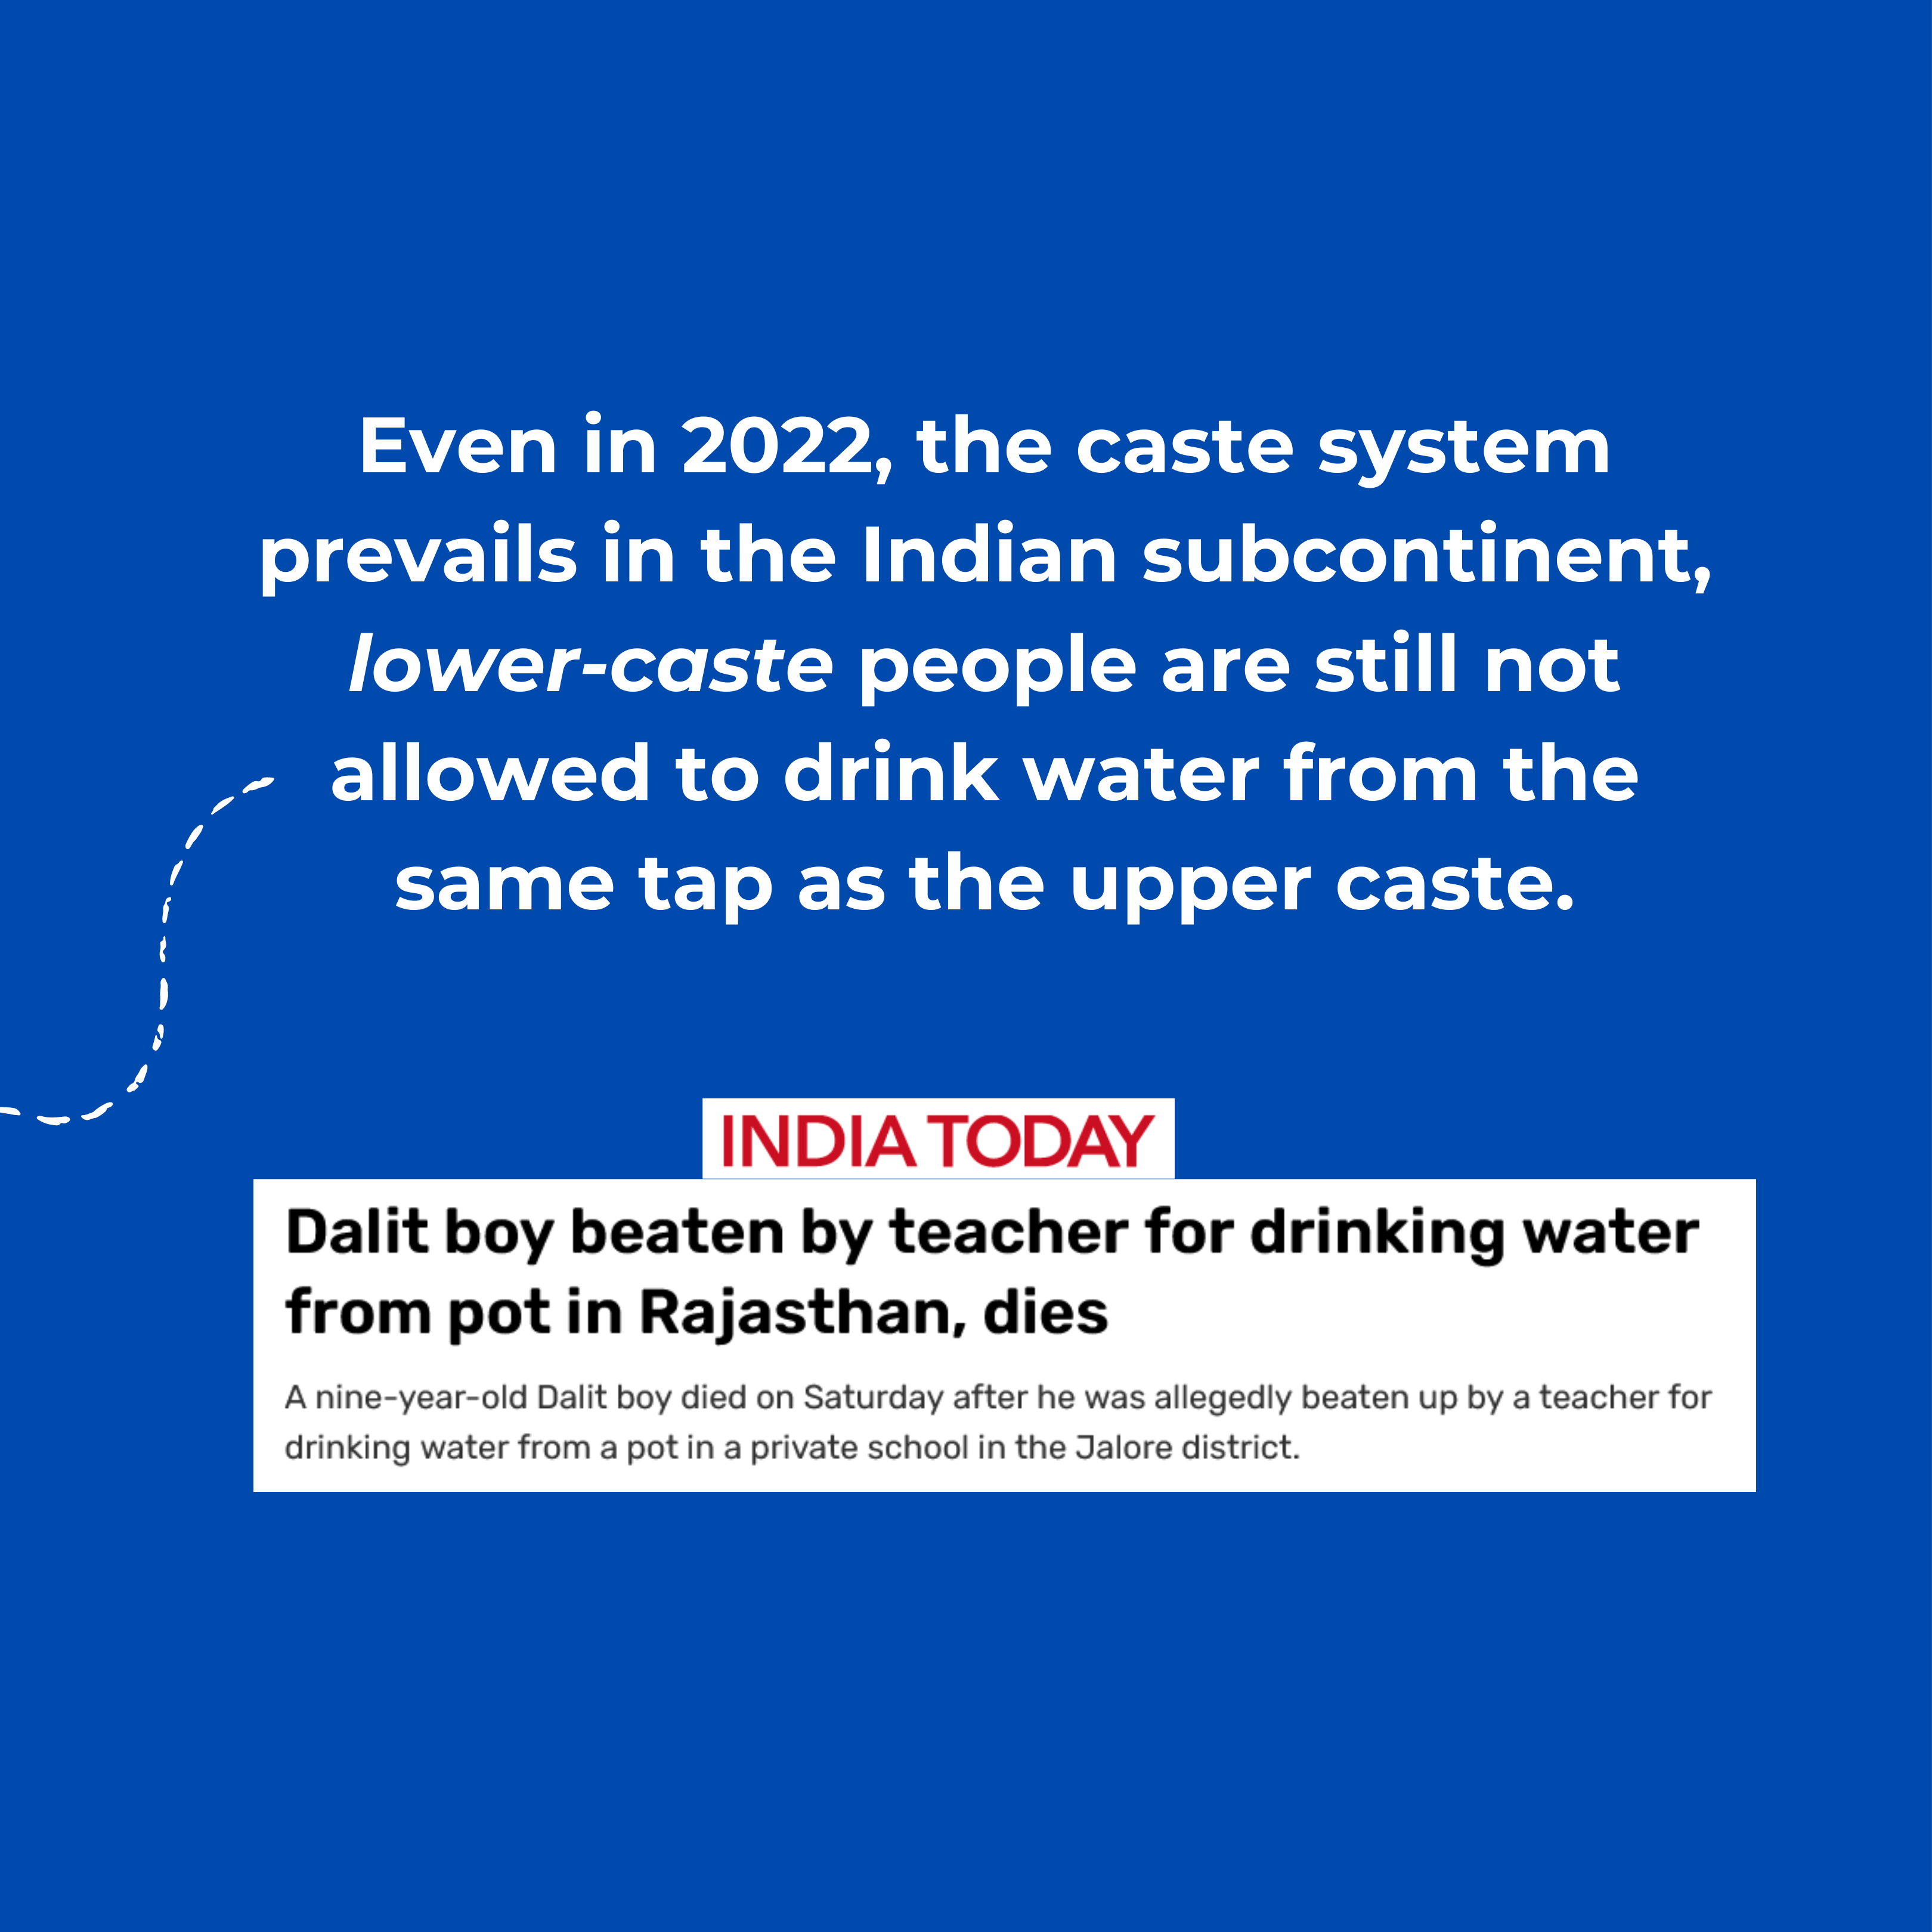 Even in 2022, the caste system
prevails in the Indian subcontinent,
lower-caste people are still not
allowed to drink water from the
same tap as the upper caste.
INDIA TODAY
Dalit boy beaten by teacher for drinking water
from pot in Rajasthan, dies
A nine-year-old Dalit boy died on Saturday after he was allegedly beaten up by a teacher for
drinking water from a pot in a private school in the Jalore district.